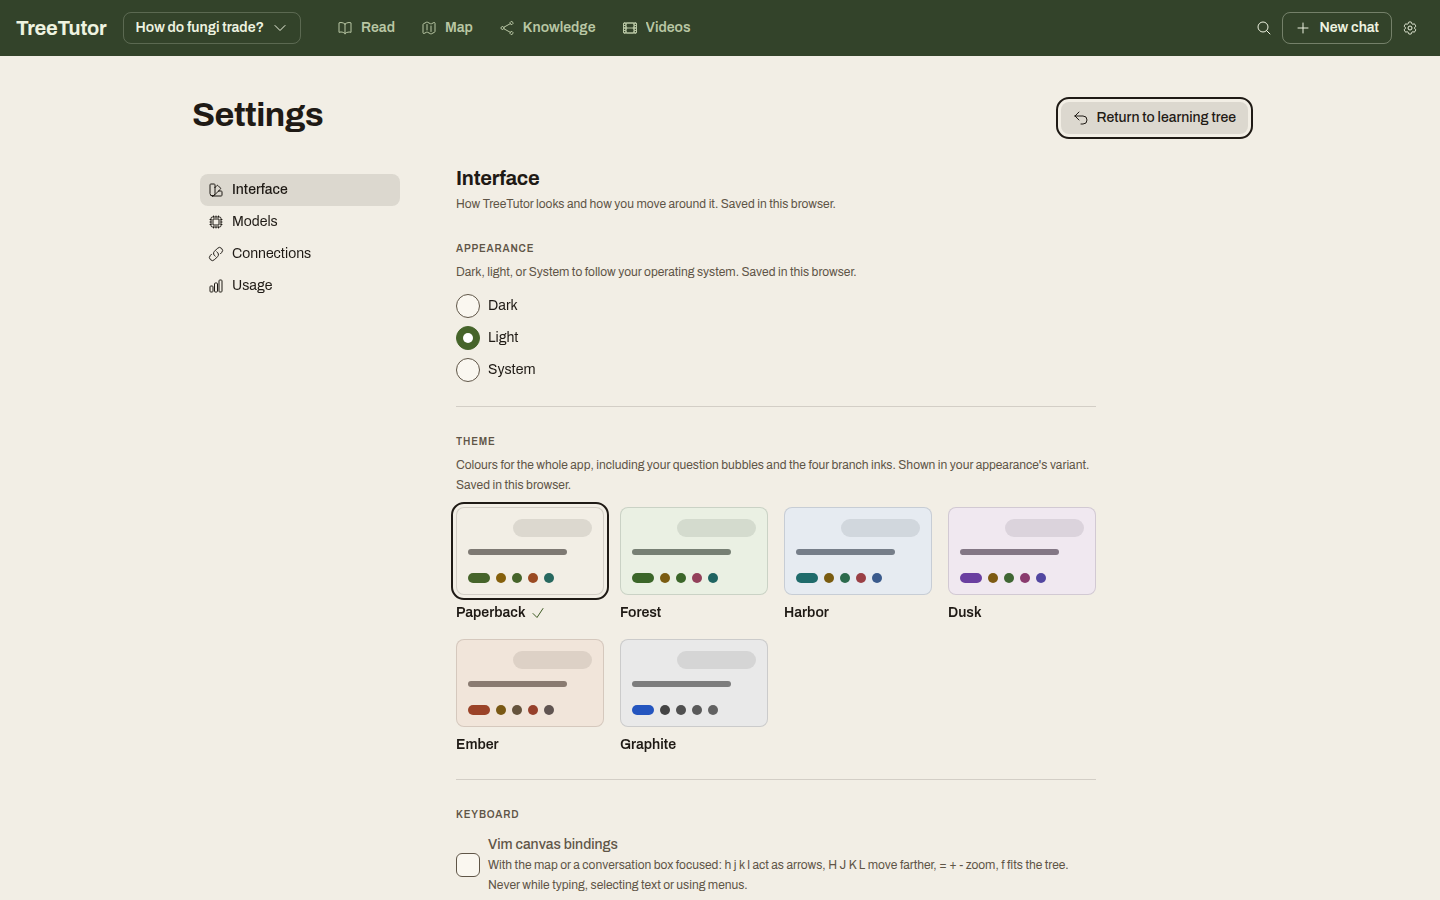 TreeTutor
How do fungi trade?
Read
Map
Knowledge
Videos
New chat
Settings
Return to learning tree
Interface
Models
Connections
Usage
Interface
How TreeTutor looks and how you move around it. Saved in this browser.
APPEARANCE
Dark, light, or System to follow your operating system. Saved in this browser.
Dark
Light
System
THEME
Colours for the whole app, including your question bubbles and the four branch inks. Shown in your appearance's variant.
Saved in this browser.
Paperback
Forest
Harbor
Dusk
Ember
Graphite
KEYBOARD
Vim canvas bindings
With the map or a conversation box focused: h j k l act as arrows, H J K L move farther, = + - zoom, f fits the tree.
Never while typing, selecting text or using menus.